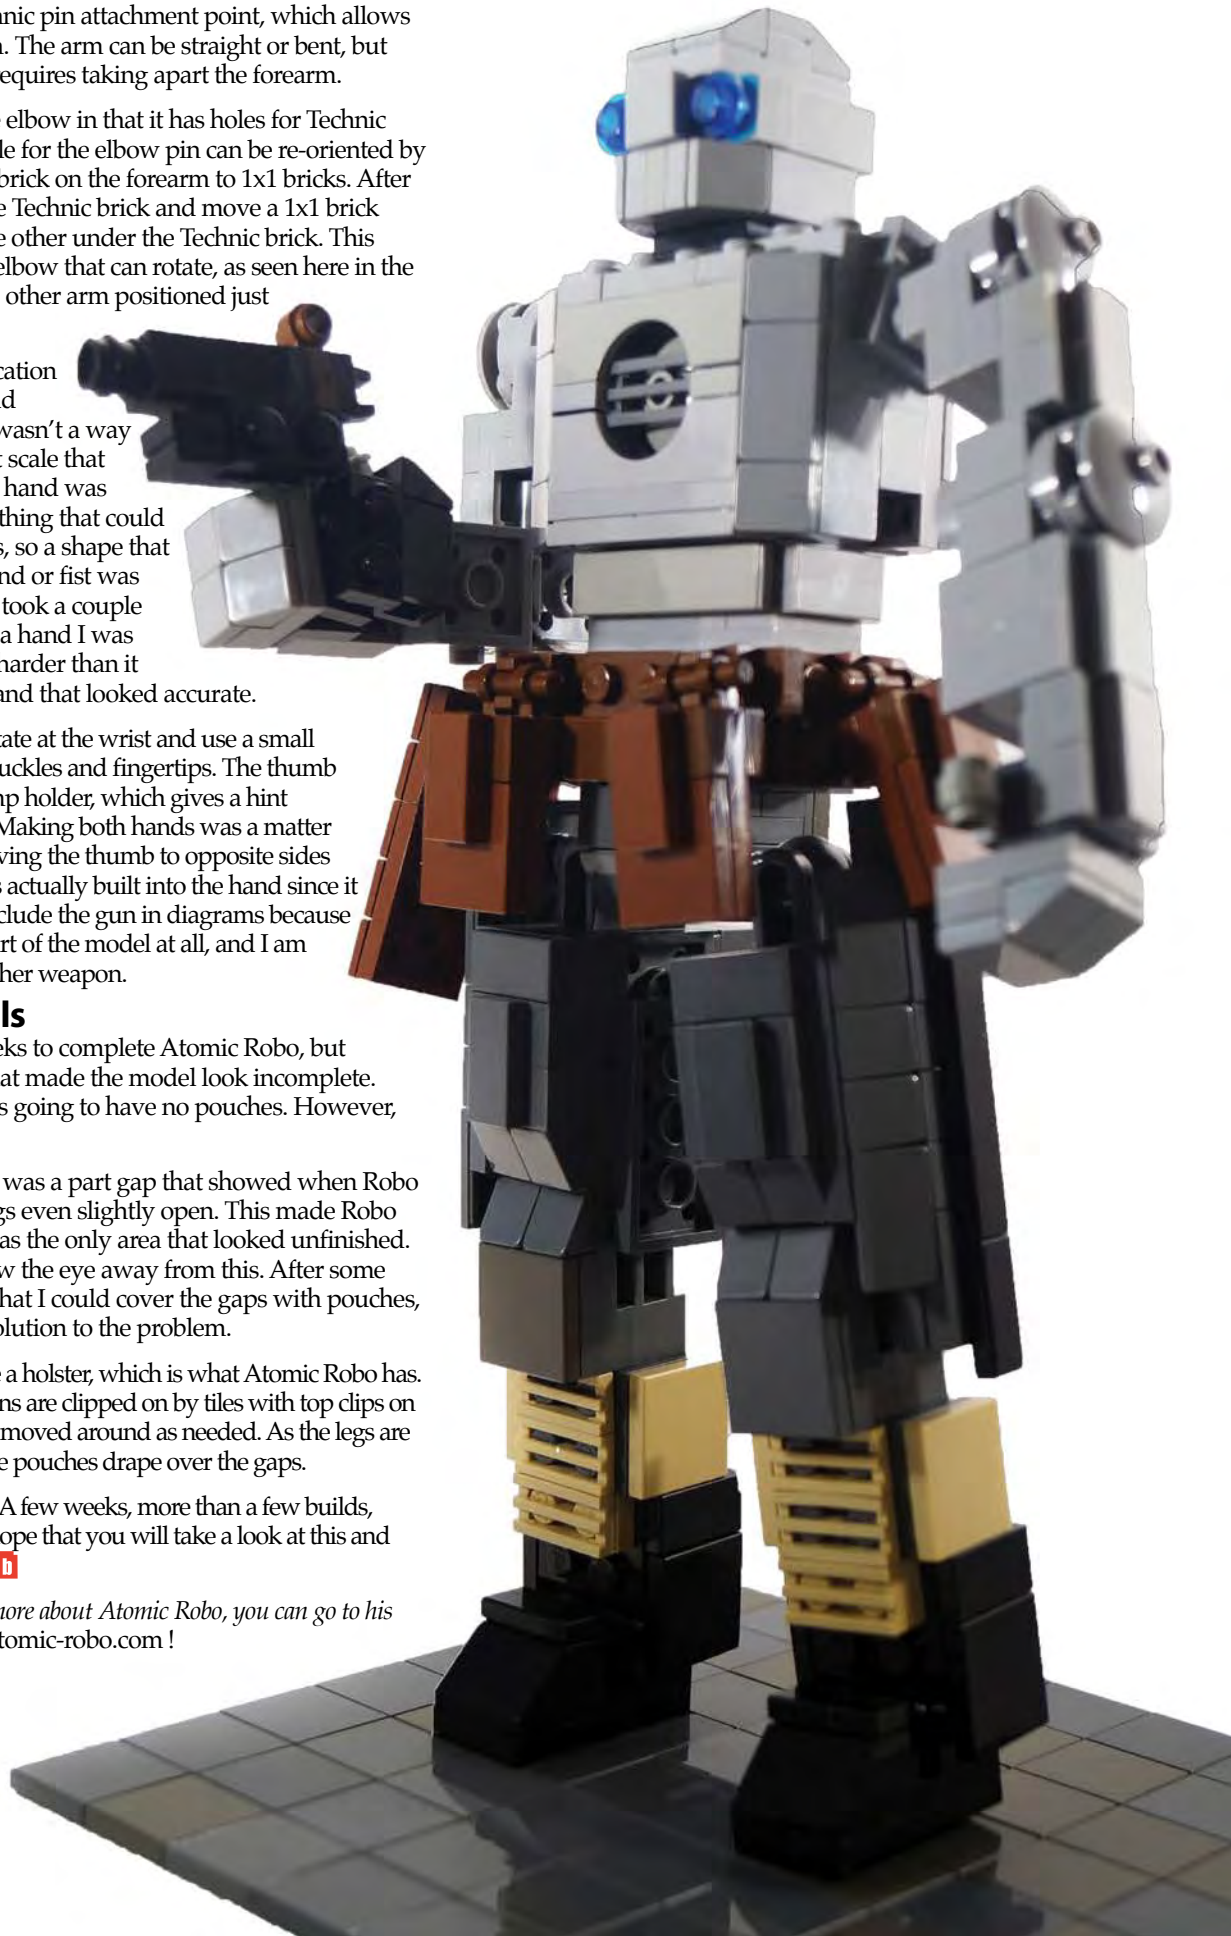 nic pin attachment point, which allows
. The arm can be straight or bent, but
equires taking apart the forearm.
elbow in that it has holes for Technic
le for the elbow pin can be re-oriented by
brick on the forearm to 1x1 bricks. After
e Technic brick and move a 1x1 brick
e other under the Technic brick. This
elbow that can rotate, as seen here in the
other arm positioned just
cation
d
wasn't a way
t scale that
hand was
thing that could
s, so a shape that
nd or fist was
took a couple
a hand I was
harder than it
and that looked accurate.
tate at the wrist and use a small
uckles and fingertips. The thumb
mp holder, which gives a hint
Making both hands was a matter
ving the thumb to opposite sides
s actually built into the hand since it
clude the gun in diagrams because
rt of the model at all, and I am
her weapon.
ls
eks to complete Atomic Robo, but
at made the model look incomplete.
s going to have no pouches. However,
was a part gap that showed when Robo
gs even slightly open. This made Robo
as the only area that looked unfinished.
w the eye away from this. After some
hat I could cover the gaps with pouches,
olution to the problem.
e a holster, which is what Atomic Robo has.
ns are clipped on by tiles with top clips on
moved around as needed. As the legs are
e pouches drape over the gaps.
A few weeks, more than a few builds,
ope that you will take a look at this and
b
more about Atomic Robo, you can go to his
tomic-robo.com !